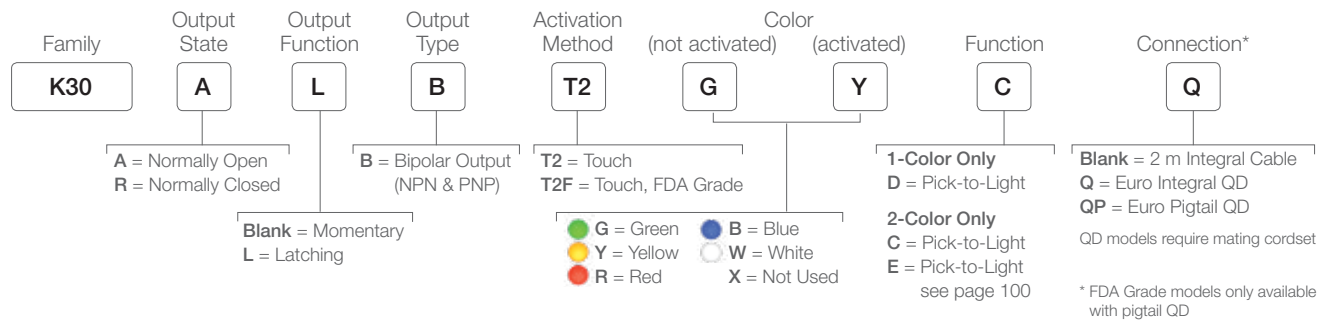 Family
Output
State
Output
Function
Output
Type
Activation
Method
Color
(not activated)
(activated)
Function
Connection*
K30
A
L
B
T2
G
Y
C
Q
A = Normally Open
R = Normally Closed
Blank = Momentary
L = Latching
B = Bipolar Output
(NPN & PNP)
T2 = Touch
T2F = Touch, FDA Grade
G = Green
Y = Yellow
R = Red
B = Blue
W = White
X = Not Used
1-Color Only
D = Pick-to-Light
2-Color Only
C = Pick-to-Light
E = Pick-to-Light
see page 100
Blank = 2 m Integral Cable
Q = Euro Integral QD
QP = Euro Pigtail QD
QD models require mating cordset
* FDA Grade models only available
with pigtail QD